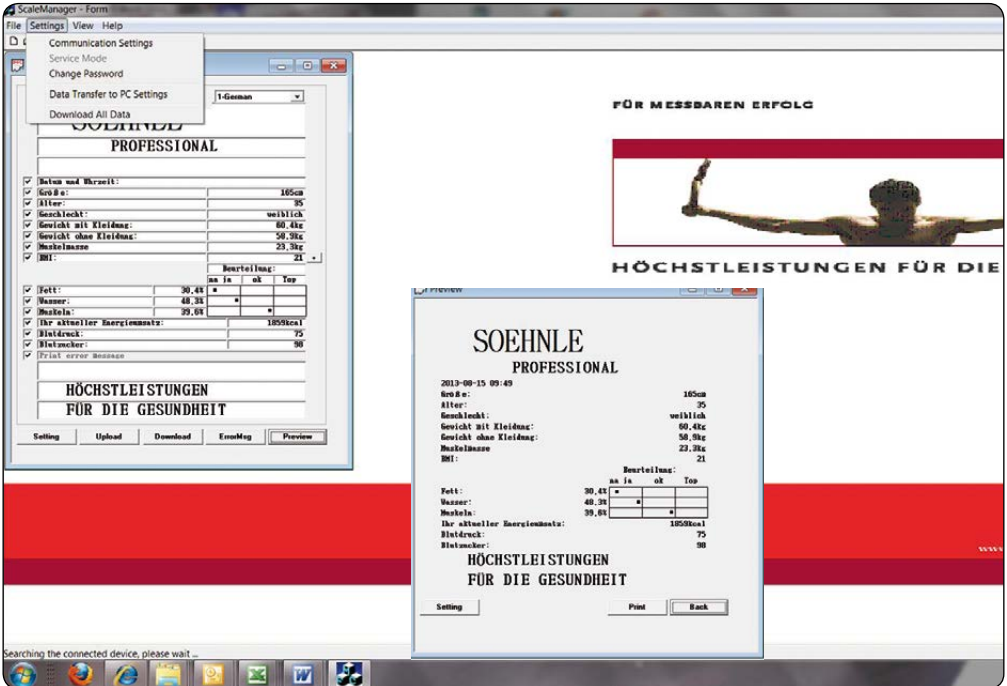 ScaleManager - Form
File Settings View Help
Communication Settings
Service Mode
Change Password
Data Transfer to PC Settings
Download All Data
1-German
SOEHNLE
PROFESSIONAL
Datum und Uhrzeit:
Größe: 165cm
Alter: 35
Geschlecht: weiblich
Gewicht mit Kleidung: 60,4kg
Gewicht ohne Kleidung: 58,9kg
Muskelmasse 23,3kg
BMI: 21
Beurteilung:
na ja ok Top
Fett: 30,4%
Wasser: 48,3%
Muskeln: 39,6%
Ihr aktueller Energieumsatz: 1859kcal
Blutdruck: 75
Blutzucker: 98
Print error message
HÖCHSTLEISTUNGEN
FÜR DIE GESUNDHEIT
Setting Upload Download ErrorMsg Preview
FÜR MESSBAREN ERFOLG
HÖCHSTLEISTUNGEN FÜR DIE
Preview
SOEHNLE
PROFESSIONAL
2013-08-15 09:49
Größe: 165cm
Alter: 35
Geschlecht: weiblich
Gewicht mit Kleidung: 60,4kg
Gewicht ohne Kleidung: 58,9kg
Muskelmasse 23,3kg
BMI: 21
Beurteilung:
na ja ok Top
Fett: 30,4%
Wasser: 48,3%
Muskeln: 39,6%
Ihr aktueller Energieumsatz: 1859kcal
Blutdruck: 75
Blutzucker: 98
HÖCHSTLEISTUNGEN
FÜR DIE GESUNDHEIT
Setting Print Back
Searching the connected device, please wait ...